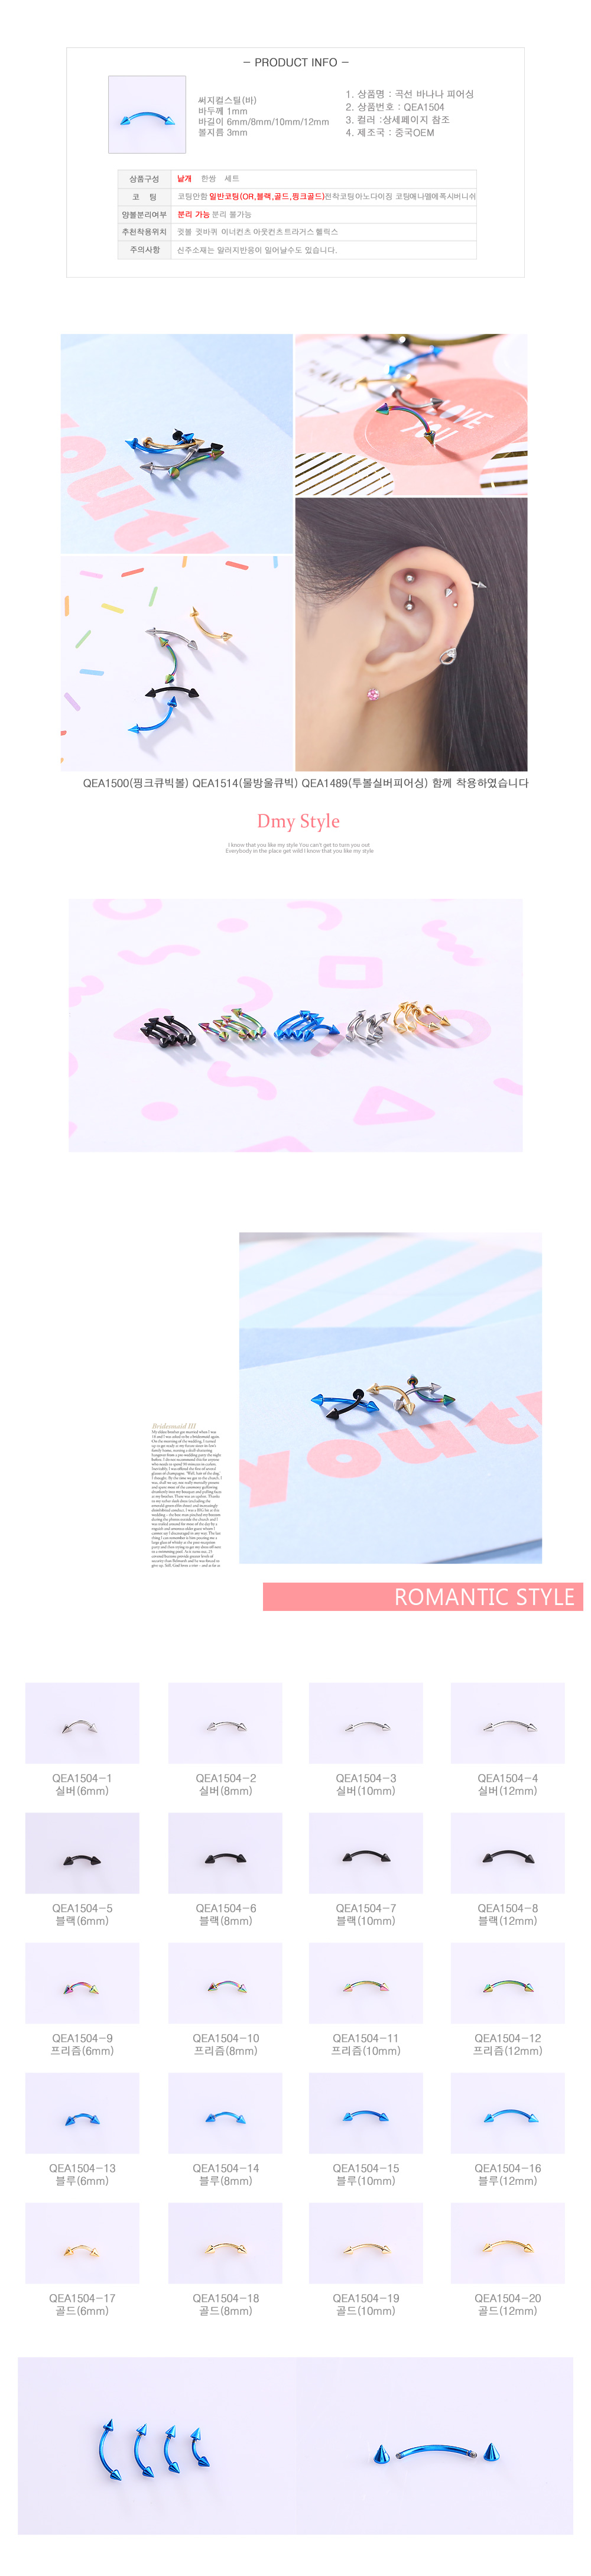 - PRODUCT INFO -
써지컬스틸(바)
바두께 1mm
바길이 6mm/8mm/10mm/12mm
볼지름 3mm
1. 상품명 : 곡선 바나나 피어싱
2. 상품번호 : QEA1504
3. 컬러 :상세페이지 참조
4. 제조국 : 중국OEM
상품구성 낱개 한쌍 세트
코 팅 코팅안함 일반코팅(OR,블랙,골드,핑크골드)전착코팅아노다이징 코팅에나멜에폭시버니쉬
양볼분리여부 분리 가능 분리 불가능
추천착용위치 귓볼 귓바퀴 이너컨츠 아웃컨츠트라거스 헬릭스
주의사항 신주소재는 알러지반응이 일어날수도 있습니다.
LOVE
YOU
QEA1500(핑크큐빅볼) QEA1514(물방울큐빅) QEA1489(투볼실버피어싱) 함께 착용하였습니다
Dmy Style
I know that you like my style You can't get to turn you out
Everybody In the place get wild I know that you like my style
Bridesmaid III
youth
ROMANTIC STYLE
QEA1504-1 QEA1504-2 QEA1504-3 QEA1504-4
실버(6mm) 실버(8mm) 실버(10mm) 실버(12mm)
QEA1504-5 QEA1504-6 QEA1504-7 QEA1504-8
블랙(6mm) 블랙(8mm) 블랙(10mm) 블랙(12mm)
QEA1504-9 QEA1504-10 QEA1504-11 QEA1504-12
프리즘(6mm) 프리즘(8mm) 프리즘(10mm) 프리즘(12mm)
QEA1504-13 QEA1504-14 QEA1504-15 QEA1504-16
블루(6mm) 블루(8mm) 블루(10mm) 블루(12mm)
QEA1504-17 QEA1504-18 QEA1504-19 QEA1504-20
골드(6mm) 골드(8mm) 골드(10mm) 골드(12mm)